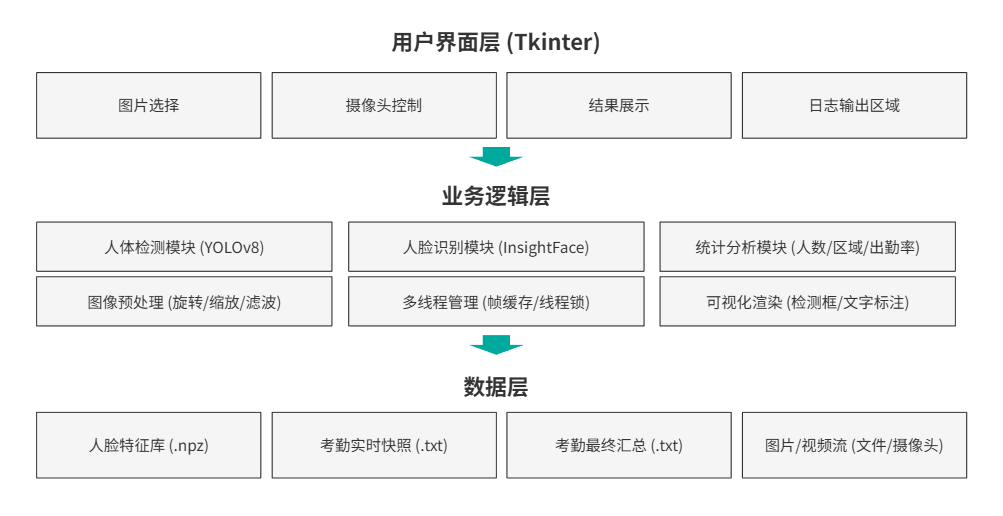 用户界面层 (Tkinter)
图片选择
摄像头控制
结果展示
日志输出区域
业务逻辑层
人体检测模块 (YOLOv8)
人脸识别模块 (InsightFace)
统计分析模块 (人数/区域/出勤率)
图像预处理 (旋转/缩放/滤波)
多线程管理 (帧缓存/线程锁)
可视化渲染 (检测框/文字标注)
数据层
人脸特征库 (.npz)
考勤实时快照 (.txt)
考勤最终汇总 (.txt)
图片/视频流 (文件/摄像头)